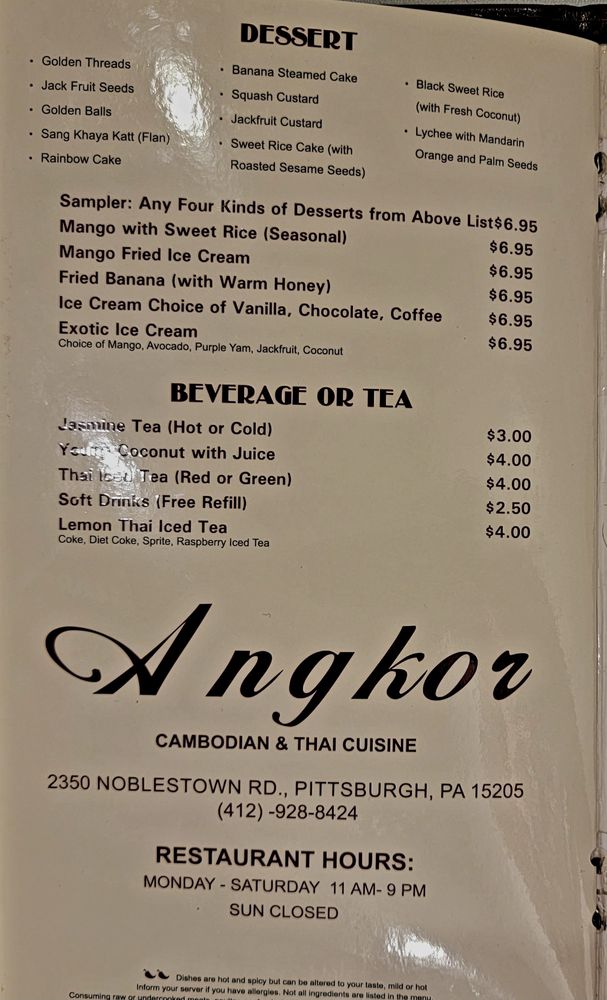 DESSERT
• Golden Threads
• Jack Fruit Seeds
• Golden Balls
• Sang Khaya Katt (Flan)
• Rainbow Cake
• Banana Steamed Cake
• Squash Custard
• Jackfruit Custard
• Sweet Rice Cake (with
Roasted Sesame Seeds)
• Black Sweet Rice
(with Fresh Coconut)
• Lychee with Mandarin
Orange and Palm Seeds
Sampler: Any Four Kinds of Desserts from Above List $6.95
Mango with Sweet Rice (Seasonal) $6.95
Mango Fried Ice Cream $6.95
Fried Banana (with Warm Honey) $6.95
Ice Cream Choice of Vanilla, Chocolate, Coffee $6.95
Exotic Ice Cream $6.95
Choice of Mango, Avocado, Purple Yam, Jackfruit, Coconut
BEVERAGE OR TEA
Jasmine Tea (Hot or Cold) $3.00
Young Coconut with Juice $4.00
Thai Iced Tea (Red or Green) $4.00
Soft Drinks (Free Refill) $2.50
Lemon Thai Iced Tea $4.00
Coke, Diet Coke, Sprite, Raspberry Iced Tea
Angkor
CAMBODIAN & THAI CUISINE
2350 NOBLESTOWN RD., PITTSBURGH, PA 15205
(412) -928-8424
RESTAURANT HOURS:
MONDAY - SATURDAY 11 AM- 9 PM
SUN CLOSED
Dishes are hot and spicy but can be altered to your taste, mild or hot
Inform your server if you have allergies. Not all ingredients are listed in the menu
Consuming raw or undercooked